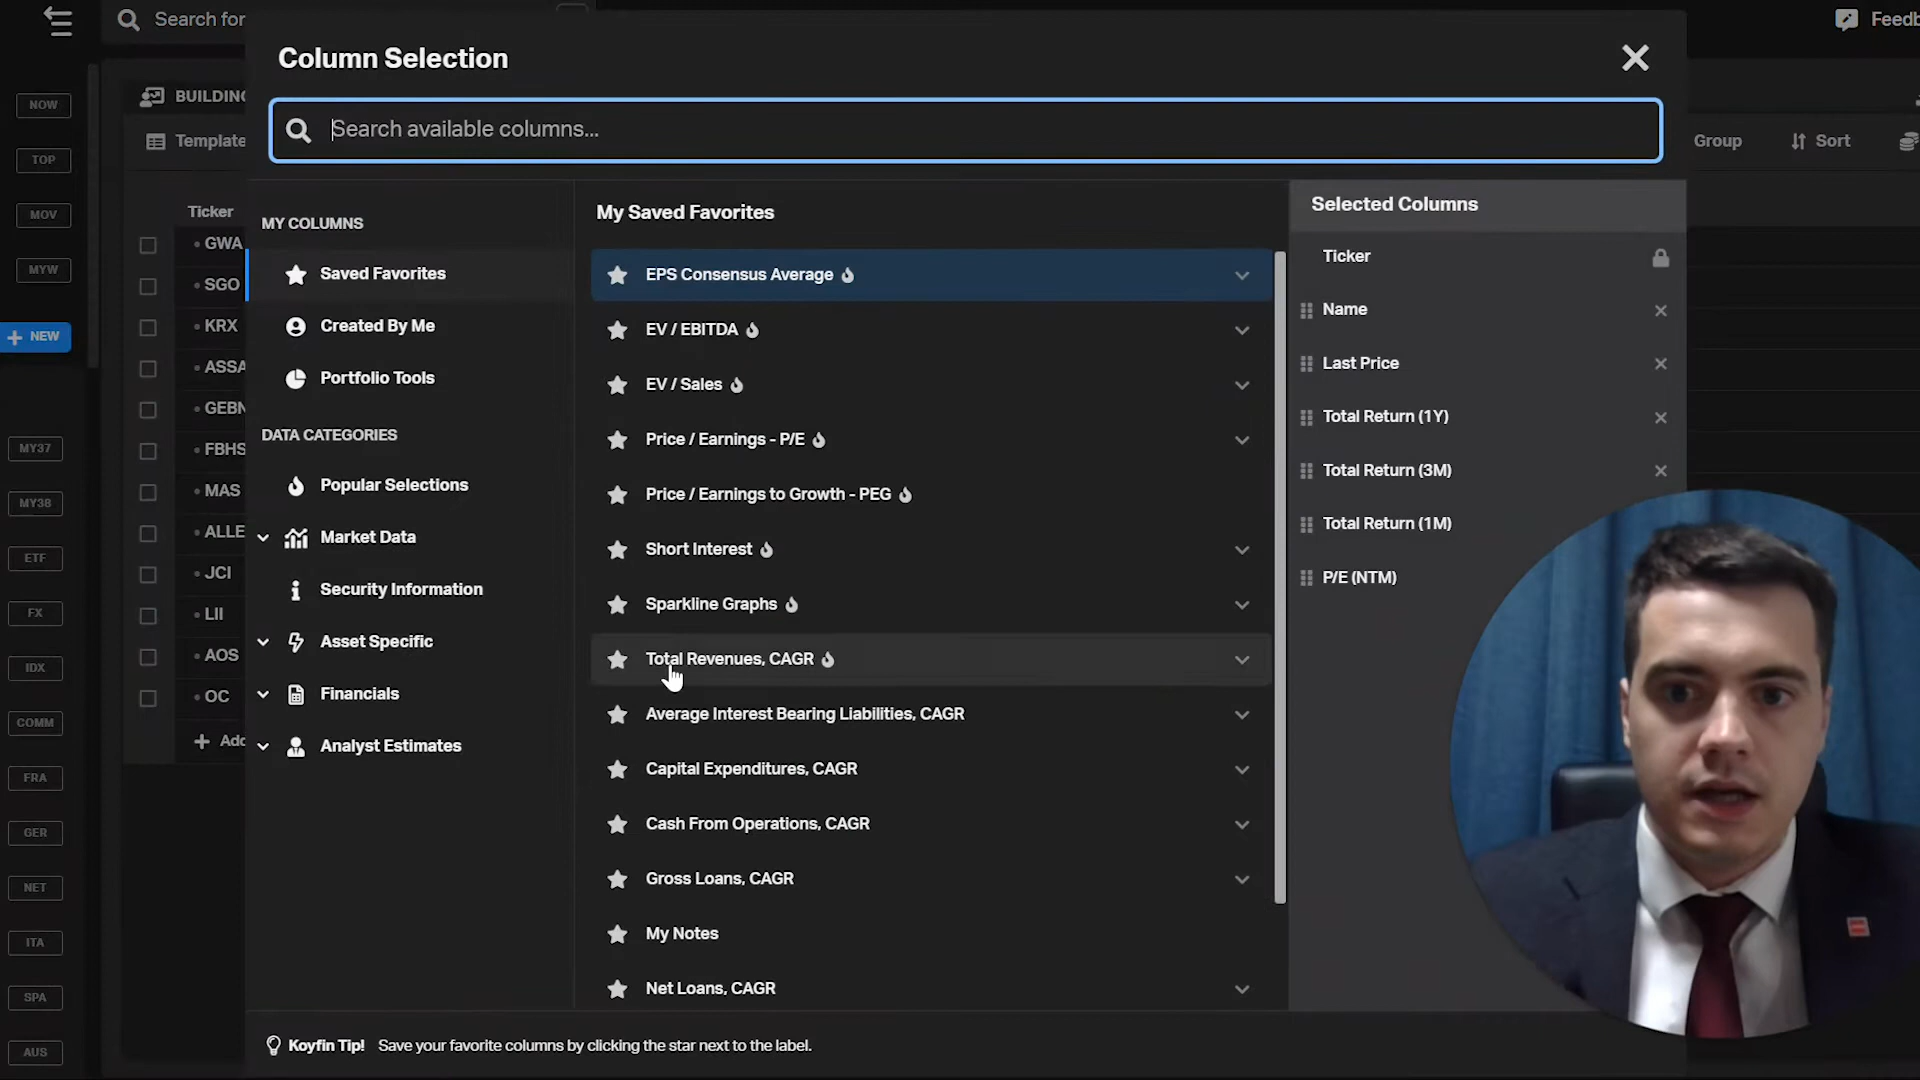 Search for
Feedb
Column Selection
NOW
BUILDING
Search available columns...
Template
Group
Sort
TOP
Ticker
MY COLUMNS
My Saved Favorites
Selected Columns
MOV
GWA
Saved Favorites
EPS Consensus Average
Ticker
MYW
SGO
Created By Me
EV / EBITDA
Name
NEW
KRX
Portfolio Tools
EV / Sales
Last Price
ASSA
DATA CATEGORIES
Price / Earnings - P/E
Total Return (1Y)
GEBN
Popular Selections
Price / Earnings to Growth - PEG
Total Return (3M)
MY37
FBHS
Market Data
Short Interest
Total Return (1M)
MY38
MAS
Security Information
Sparkline Graphs
P/E (NTM)
ETF
ALLE
Asset Specific
Total Revenues, CAGR
FX
JCI
Financials
Average Interest Bearing Liabilities, CAGR
IDX
LII
Analyst Estimates
Capital Expenditures, CAGR
COMM
AOS
Cash From Operations, CAGR
FRA
OC
Gross Loans, CAGR
GER
Add
My Notes
NET
Net Loans, CAGR
ITA
SPA
AUS
Koyfin Tip! Save your favorite columns by clicking the star next to the label.